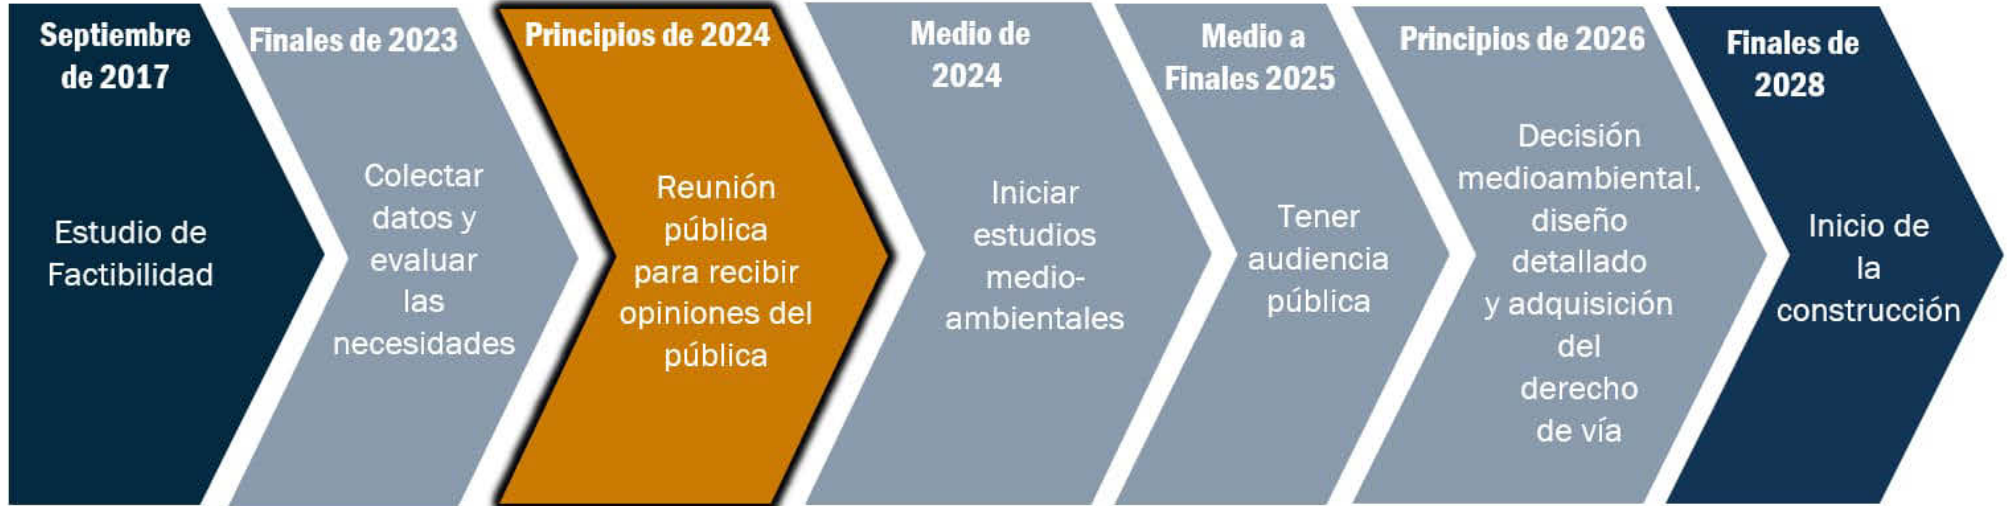 Septiembre
de 2017
Estudio de
Factibilidad
Finales de 2023
Colectar
datos y
evaluar
las
necesidades
Principios de 2024
Reunión
pública
para recibir
opiniones del
pública
Medio de
2024
Iniciar
estudios
medio-
ambientales
Medio a
Finales 2025
Tener
audiencia
pública
Principios de 2026
Decisión
medioambiental,
diseño
detallado
y adquisición
del
derecho
de vía
Finales de
2028
Inicio de
la
construcción